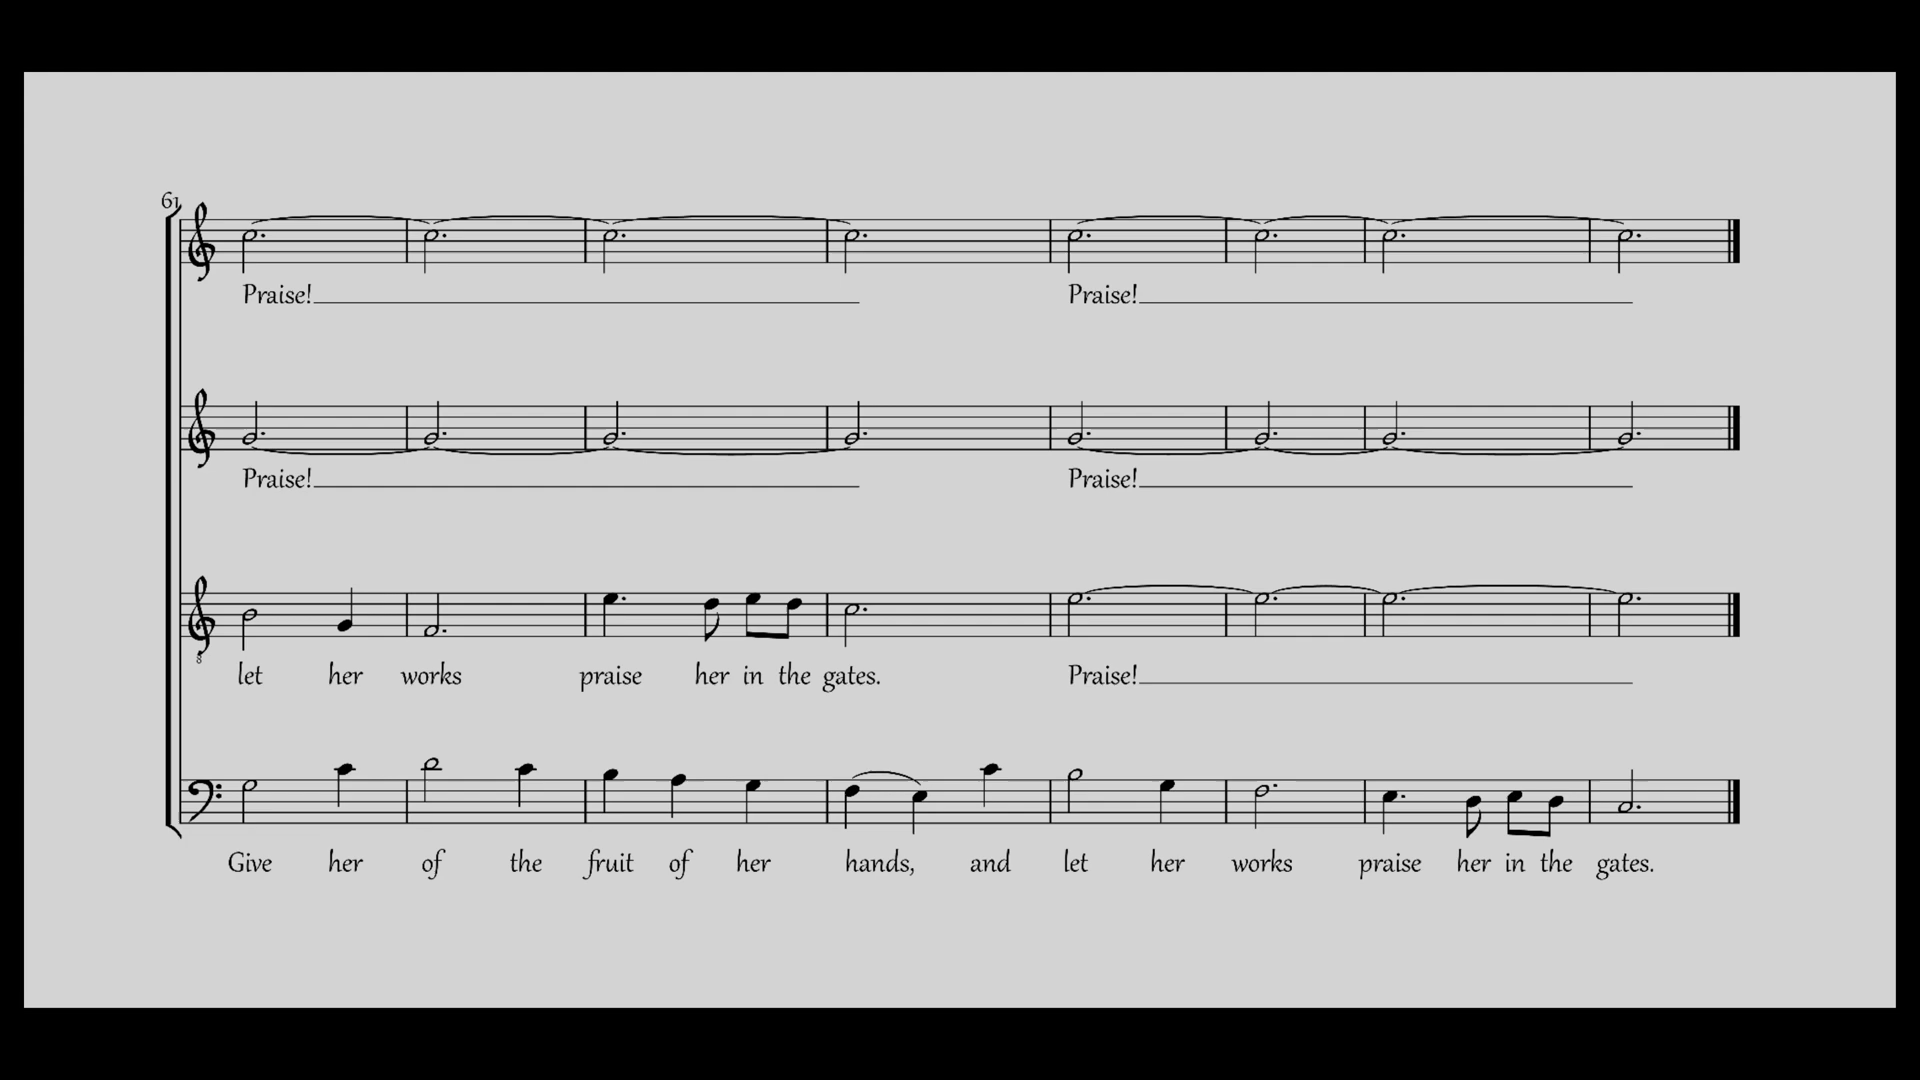 61
Praise! Praise!
Praise! Praise!
8
let her works praise her in the gates. Praise!
Give her of the fruit of her hands, and let her works praise her in the gates.